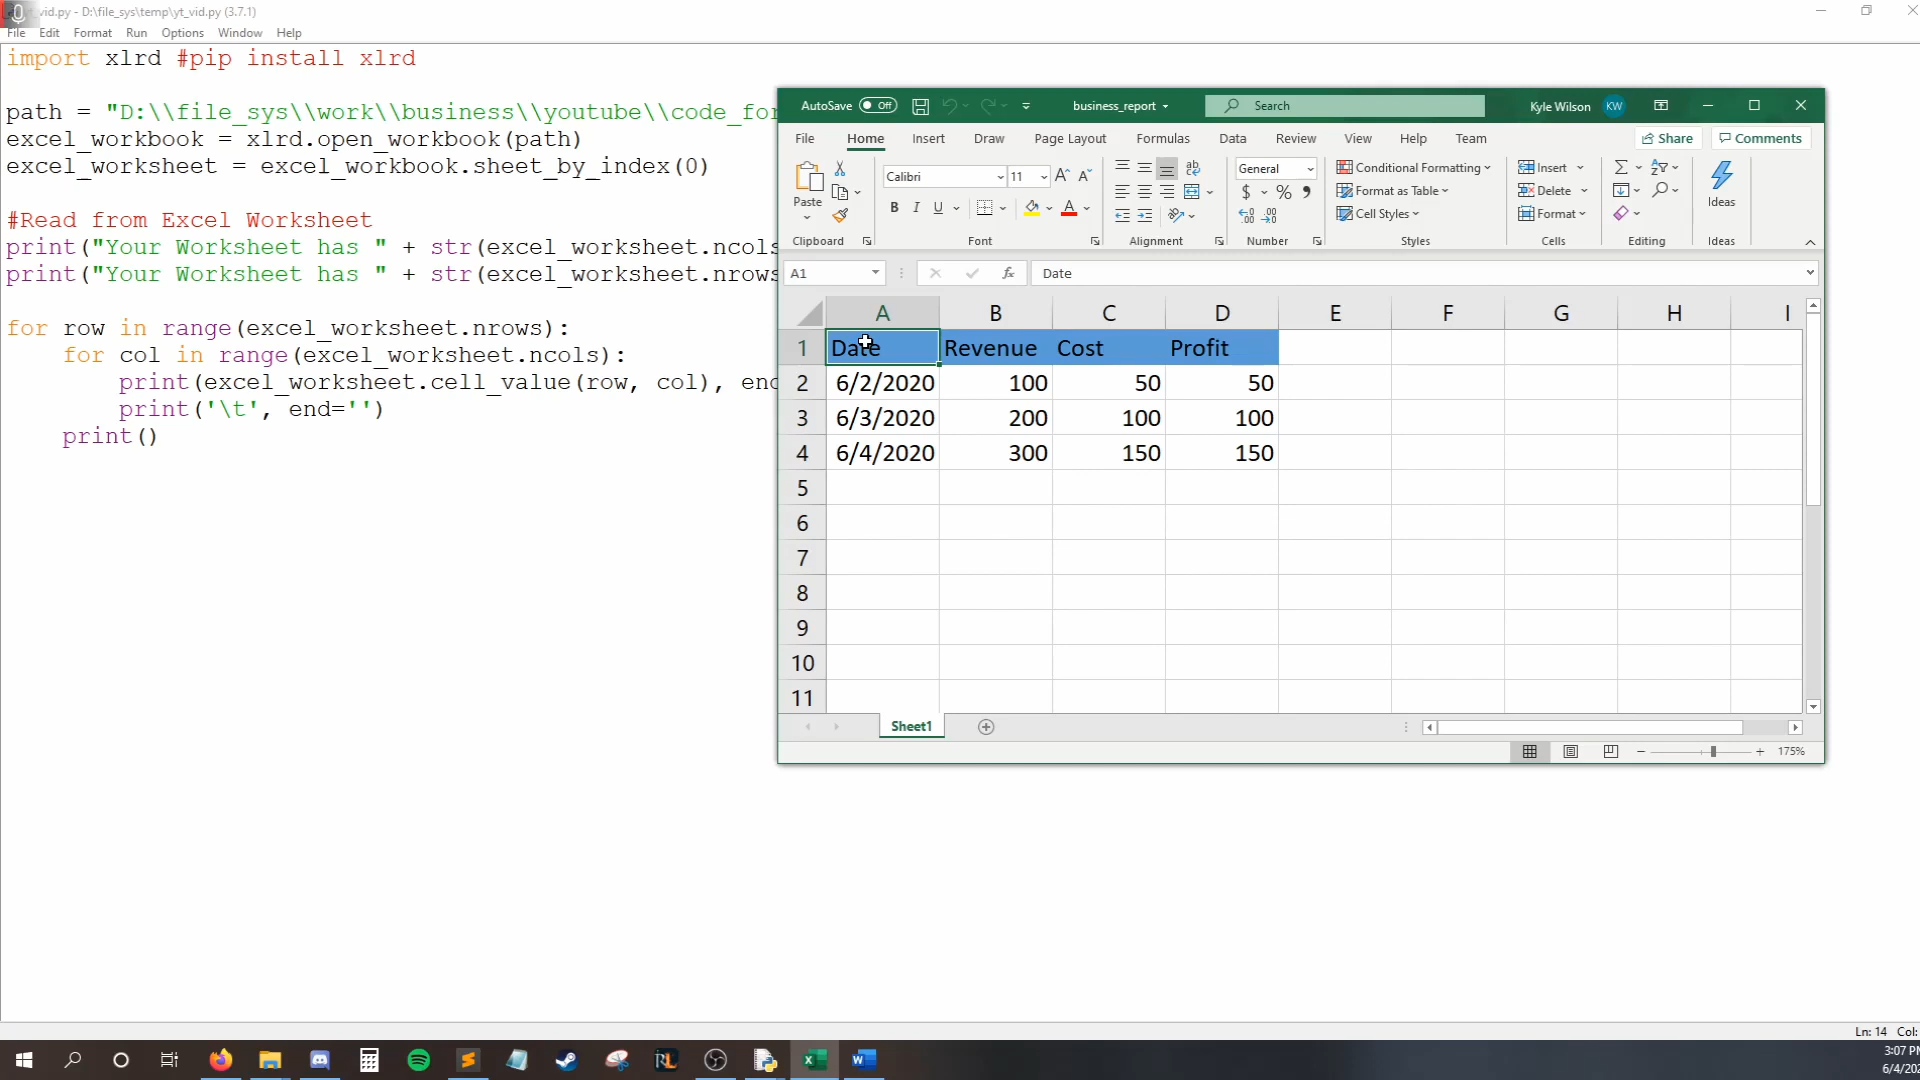 _vid.py - D:\file_sys\temp\yt_vid.py (3.7.1)
File Edit Format Run Options Window Help
import xlrd #pip install xlrd
path = "D:\\file_sys\\work\\business\\youtube\\code_for
excel_workbook = xlrd.open_workbook(path)
excel_worksheet = excel_workbook.sheet_by_index(0)
#Read from Excel Worksheet
print("Your Worksheet has " + str(excel_worksheet.ncols
print("Your Worksheet has " + str(excel_worksheet.nrows
for row in range(excel_worksheet.nrows):
for col in range(excel_worksheet.ncols):
print(excel_worksheet.cell_value(row, col), end
print('\t', end='')
print()
AutoSave Off business_report Search Kyle Wilson KW
File Home Insert Draw Page Layout Formulas Data Review View Help Team Share Comments
Paste Calibri 11 General Conditional Formatting Format as Table Cell Styles Insert Delete Format Ideas
Clipboard Font Alignment Number Styles Cells Editing Ideas
A1 fx Date
A B C D E F G H I
1 Date Revenue Cost Profit
2 6/2/2020 100 50 50
3 6/3/2020 200 100 100
4 6/4/2020 300 150 150
5
6
7
8
9
10
11
Sheet1
175%
Ln: 14 Col:
3:07 PM
6/4/202